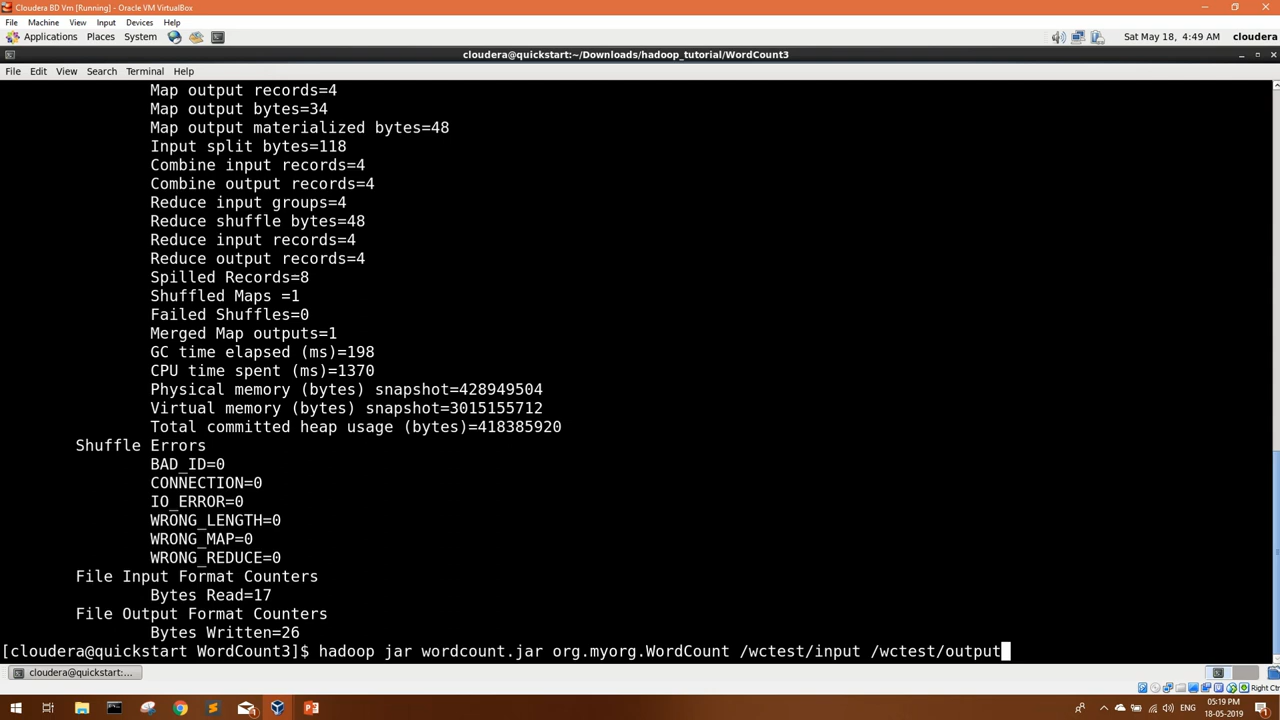 Cloudera BD Vm [Running] - Oracle VM VirtualBox
File Machine View Input Devices Help
Applications Places System Sat May 18, 4:49 AM cloudera
cloudera@quickstart:~/Downloads/hadoop_tutorial/WordCount3
File Edit View Search Terminal Help
Map output records=4
Map output bytes=34
Map output materialized bytes=48
Input split bytes=118
Combine input records=4
Combine output records=4
Reduce input groups=4
Reduce shuffle bytes=48
Reduce input records=4
Reduce output records=4
Spilled Records=8
Shuffled Maps =1
Failed Shuffles=0
Merged Map outputs=1
GC time elapsed (ms)=198
CPU time spent (ms)=1370
Physical memory (bytes) snapshot=428949504
Virtual memory (bytes) snapshot=3015155712
Total committed heap usage (bytes)=418385920
Shuffle Errors
BAD_ID=0
CONNECTION=0
IO_ERROR=0
WRONG_LENGTH=0
WRONG_MAP=0
WRONG_REDUCE=0
File Input Format Counters
Bytes Read=17
File Output Format Counters
Bytes Written=26
[cloudera@quickstart WordCount3]$ hadoop jar wordcount.jar org.myorg.WordCount /wctest/input /wctest/output
cloudera@quickstart:...
Right Ctrl
ENG 05:19 PM
18-05-2019